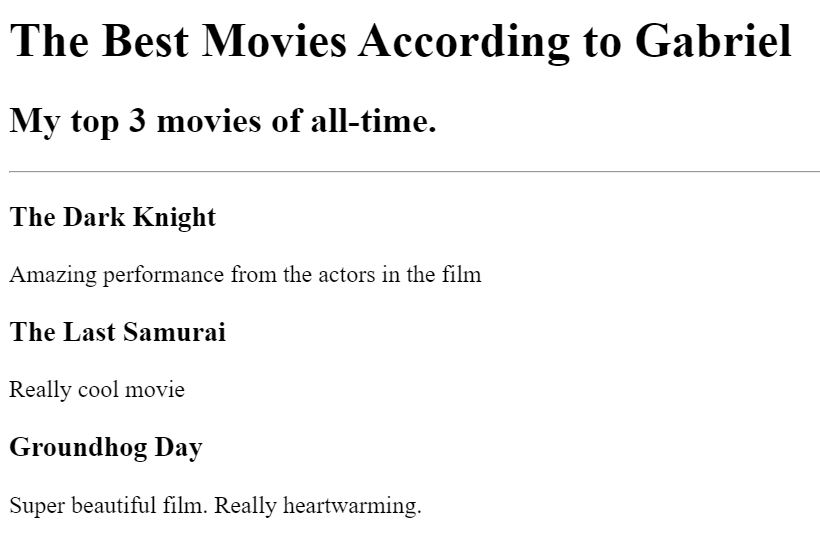 The Best Movies According to Gabriel
My top 3 movies of all-time.
The Dark Knight
Amazing performance from the actors in the film
The Last Samurai
Really cool movie
Groundhog Day
Super beautiful film. Really heartwarming.